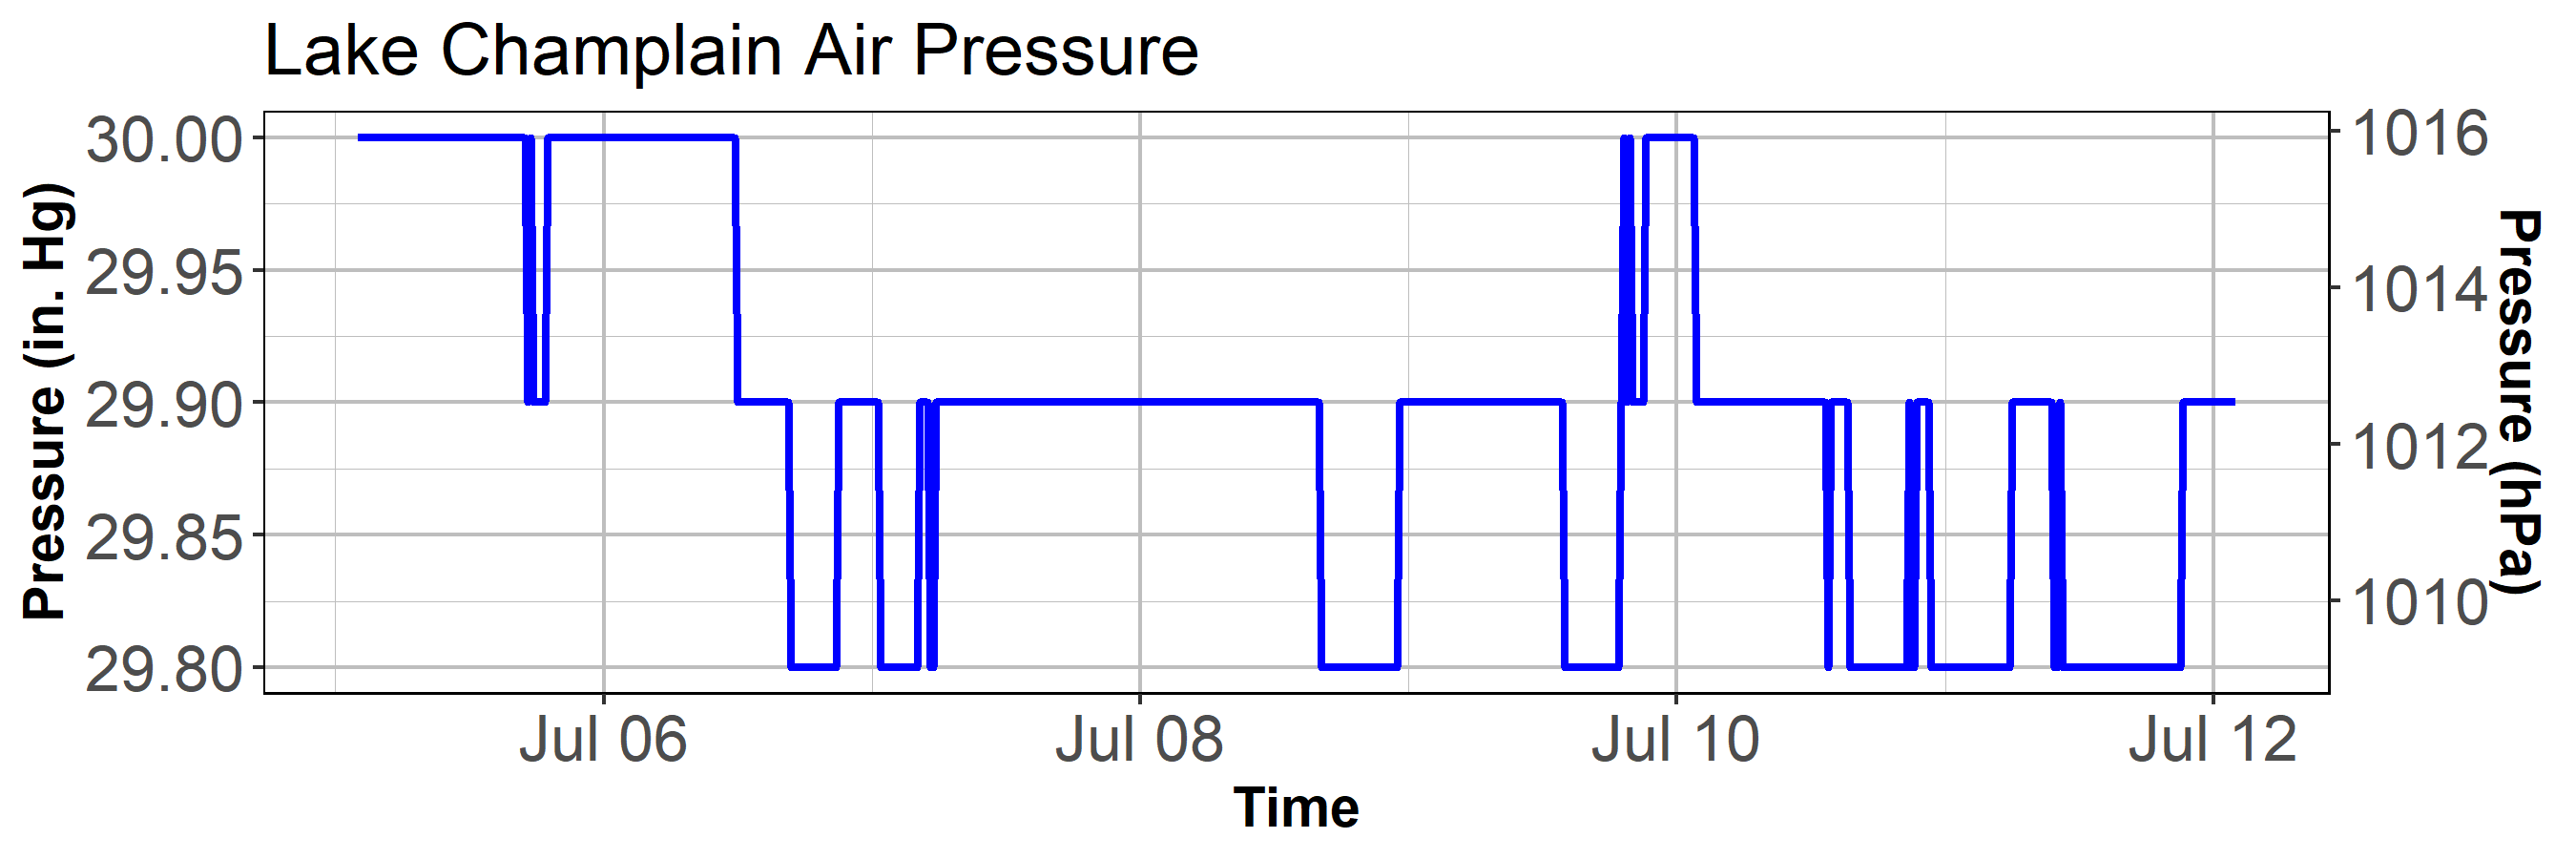 Lake Champlain Air Pressure
Pressure (in. Hg)
30.00
29.95
29.90
29.85
29.80
1016
1014
1012
1010
Pressure (hPa)
Jul 06
Jul 08
Jul 10
Jul 12
Time